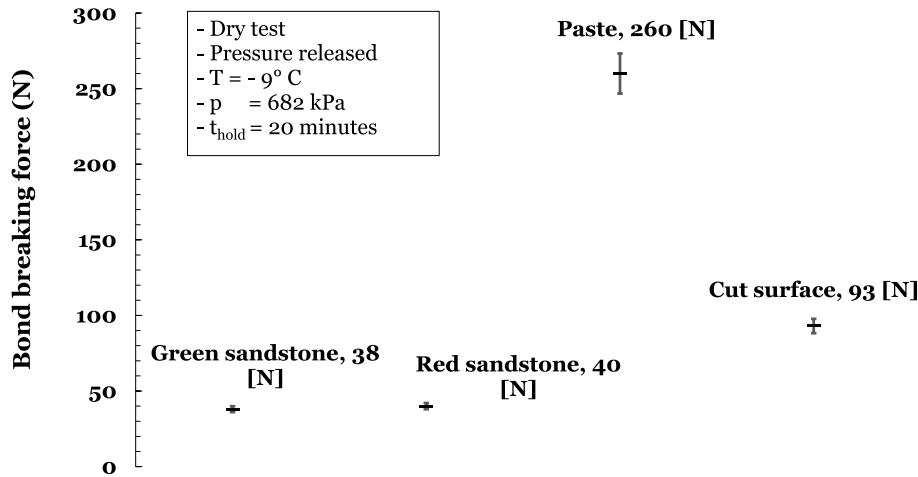 Bond breaking force (N)
300
250
200
150
100
50
0
- Dry test
- Pressure released
- T = - 9° C
- p = 682 kPa
- thold = 20 minutes
Paste, 260 [N]
Cut surface, 93 [N]
Green sandstone, 38
[N]
Red sandstone, 40
[N]